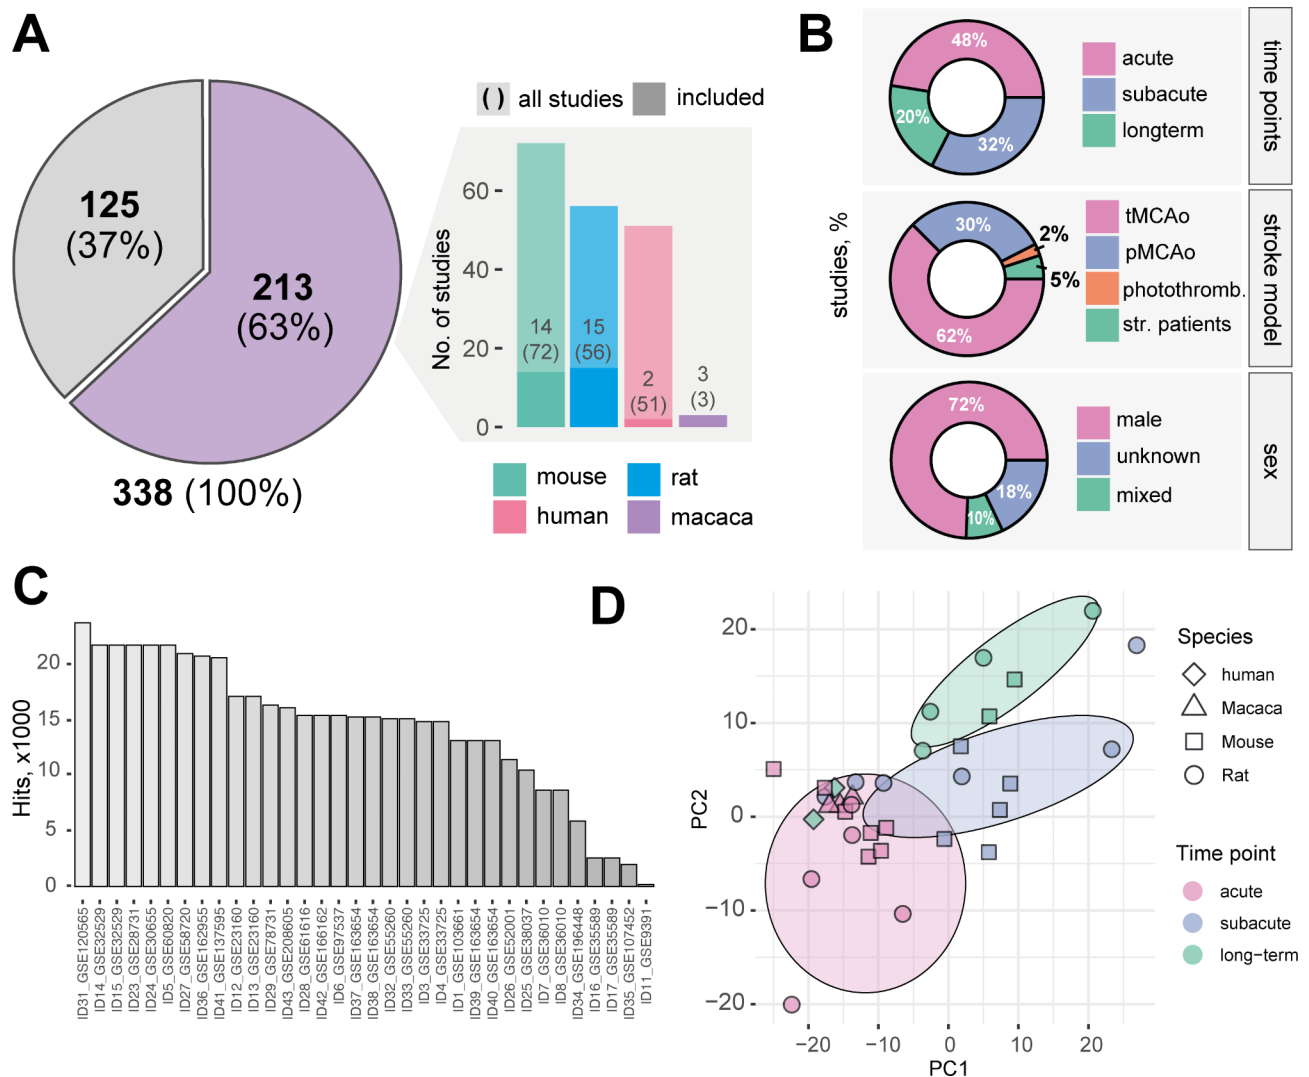 A
125
(37%)
213
(63%)
338 (100%)
( ) all studies
included
No. of studies
60
40
20
0
14
(72)
15
(56)
2
(51)
3
(3)
mouse
rat
human
macaca
B
studies, %
48%
20%
32%
acute
subacute
longterm
time points
30%
2%
5%
62%
tMCAo
pMCAo
photothromb.
str. patients
stroke model
72%
18%
10%
male
unknown
mixed
sex
C
Hits, x1000
20
15
10
5
0
ID31_GSE120565
ID14_GSE32529
ID15_GSE32529
ID23_GSE28731
ID24_GSE30655
ID5_GSE60820
ID27_GSE58720
ID36_GSE162955
ID41_GSE137595
ID12_GSE23160
ID13_GSE23160
ID29_GSE78731
ID43_GSE208605
ID28_GSE61616
ID42_GSE166162
ID6_GSE97537
ID37_GSE163654
ID38_GSE163654
ID32_GSE55260
ID33_GSE55260
ID3_GSE33725
ID4_GSE33725
ID1_GSE103661
ID39_GSE163654
ID40_GSE163654
ID26_GSE52001
ID25_GSE38037
ID7_GSE36010
ID8_GSE36010
ID34_GSE196448
ID16_GSE35589
ID17_GSE35589
ID35_GSE107452
ID11_GSE9391
D
PC2
20
10
0
−10
−20
−20
−10
0
10
20
PC1
Species
human
Macaca
Mouse
Rat
Time point
acute
subacute
long−term